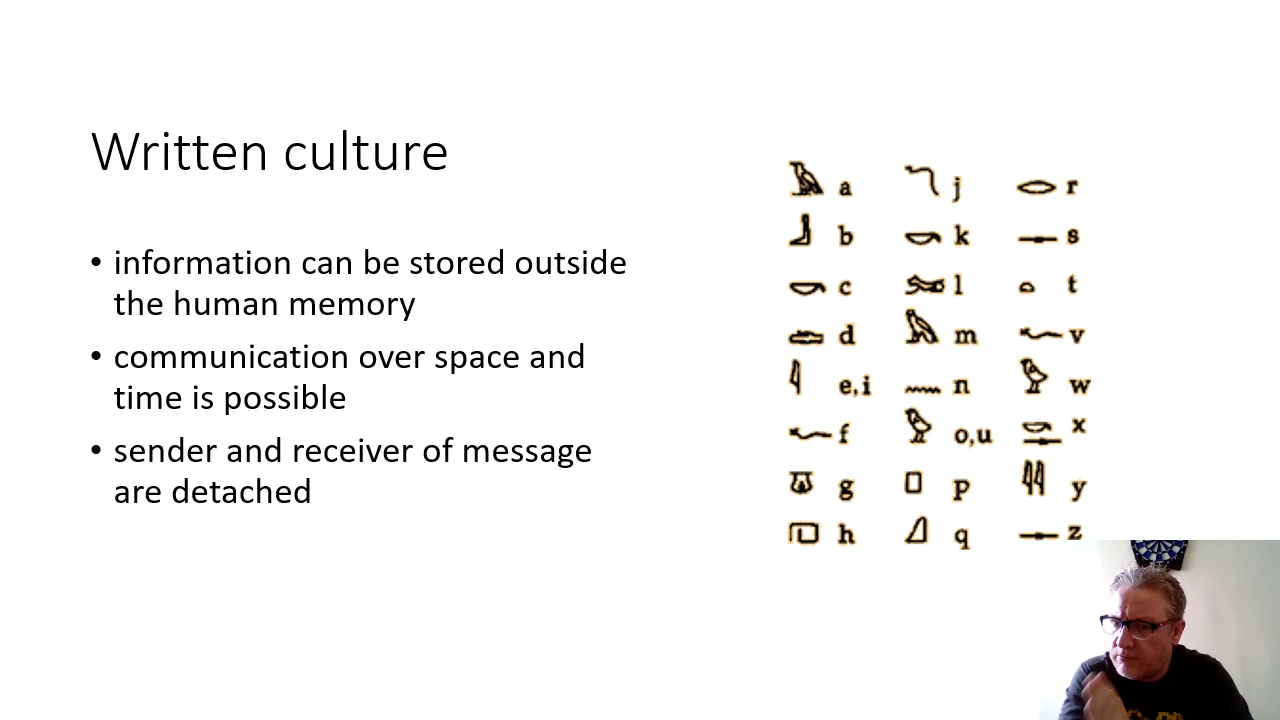 Written culture
• information can be stored outside
the human memory
• communication over space and
time is possible
• sender and receiver of message
are detached
a j r
b k s
c l t
d m v
e,i n w
f o,u x
g p y
h q z